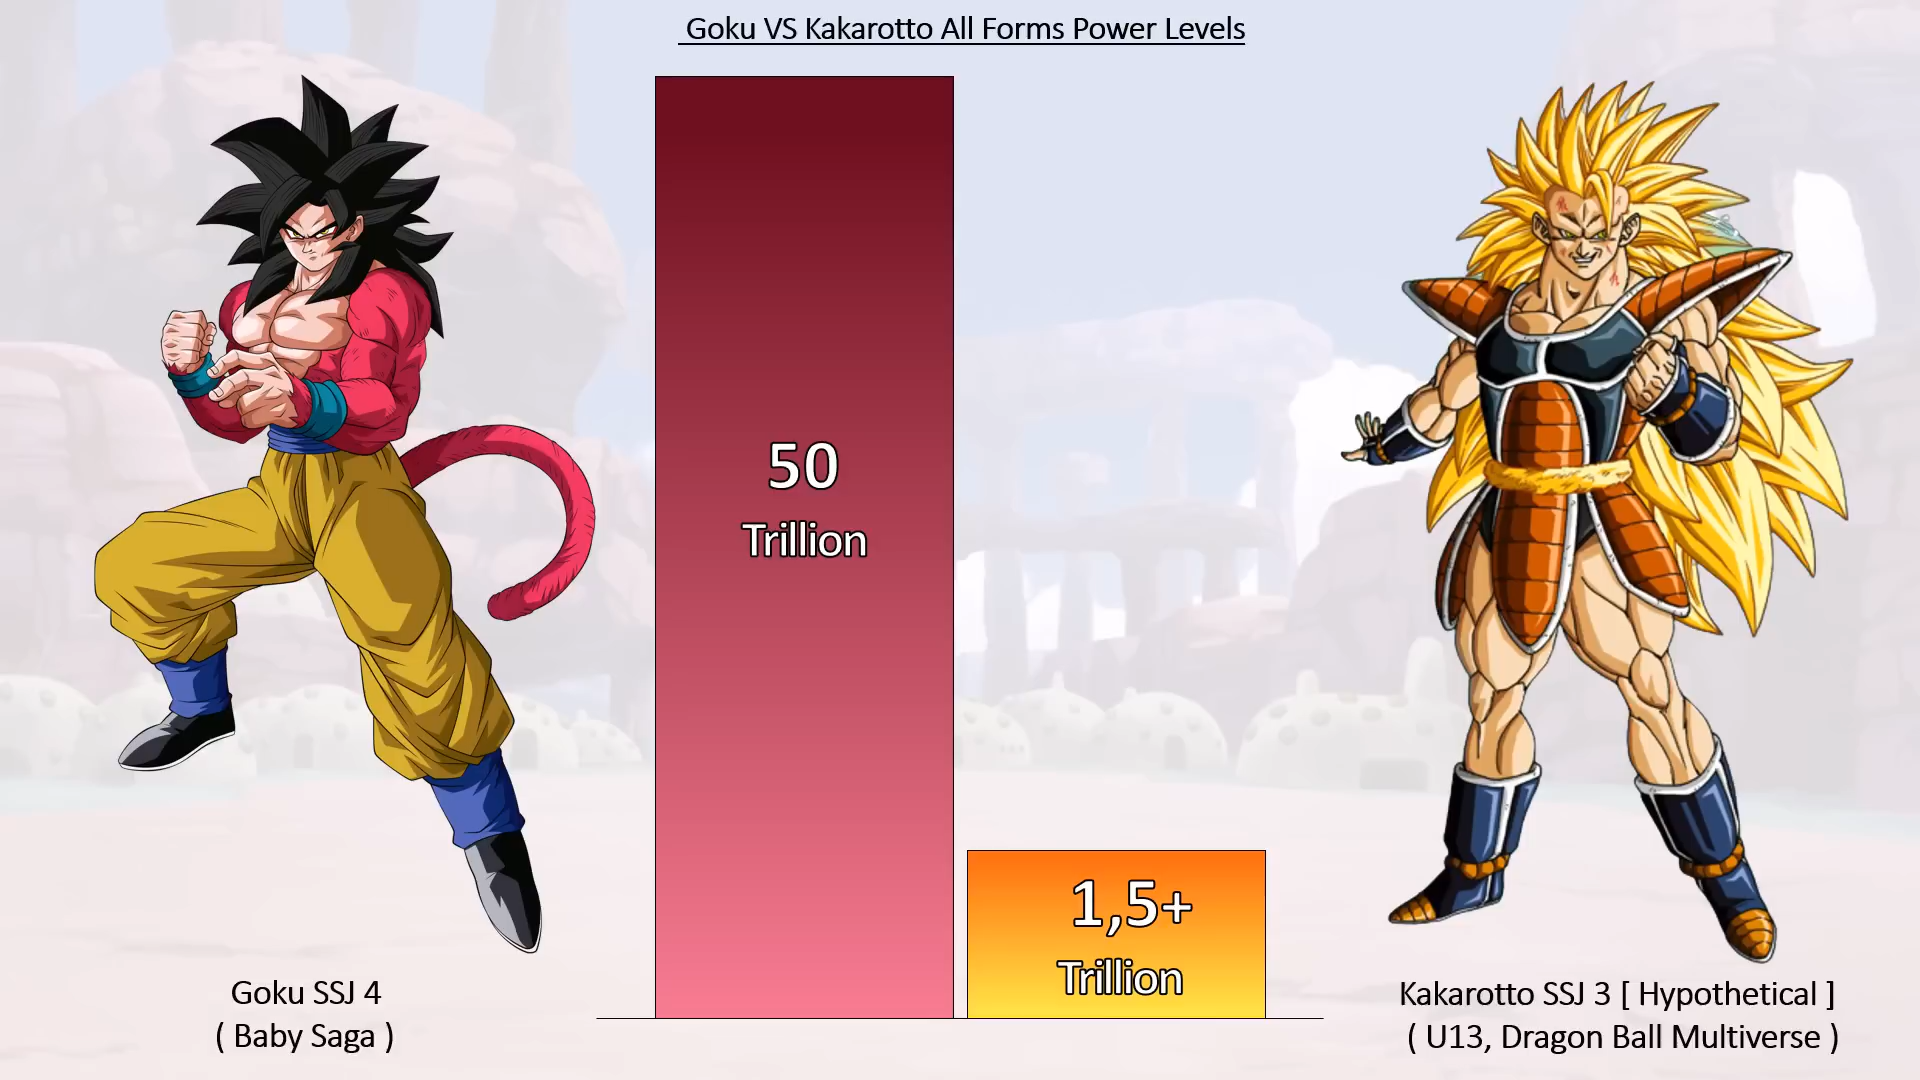 Goku VS Kakarotto All Forms Power Levels
50
Trillion
1,5+
Trillion
Goku SSJ 4
( Baby Saga )
Kakarotto SSJ 3 [ Hypothetical ]
( U13, Dragon Ball Multiverse )